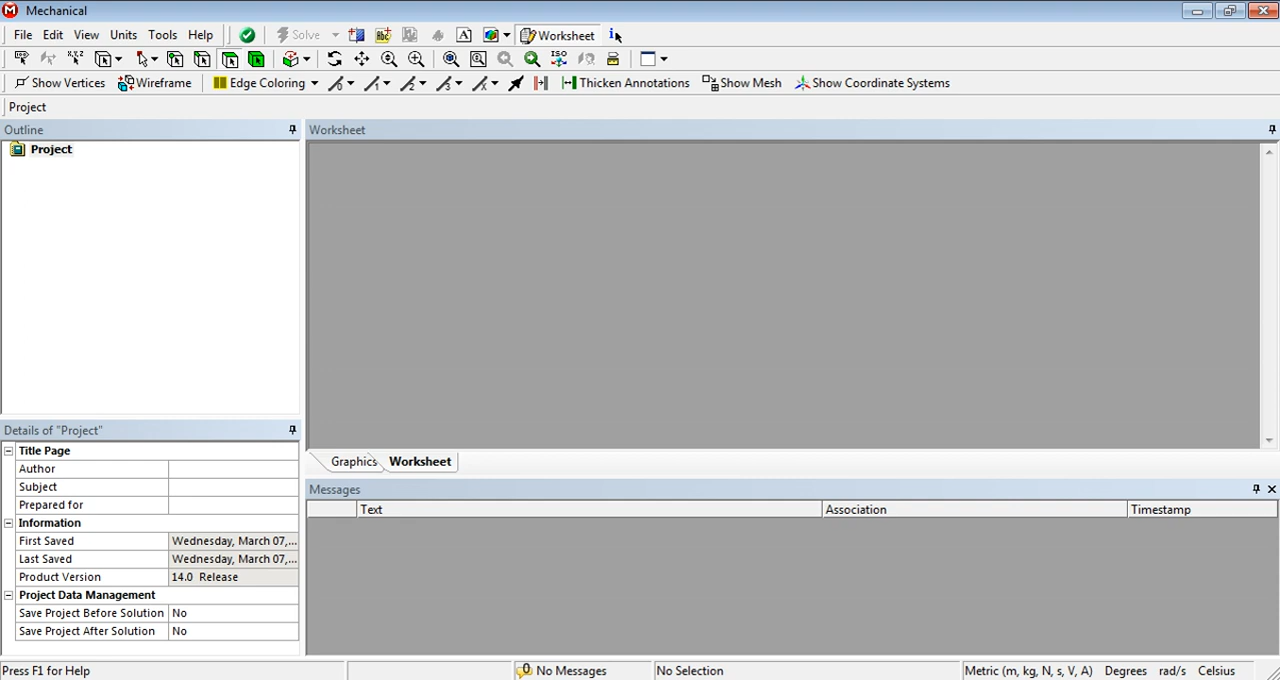 Mechanical
File Edit View Units Tools Help Solve Worksheet
Show Vertices Wireframe Edge Coloring Thicken Annotations Show Mesh Show Coordinate Systems
Project
Outline
Project
Worksheet
Graphics Worksheet
Details of "Project"
Title Page
Author
Subject
Prepared for
Information
First Saved Wednesday, March 07,...
Last Saved Wednesday, March 07,...
Product Version 14.0 Release
Project Data Management
Save Project Before Solution No
Save Project After Solution No
Messages
Text Association Timestamp
Press F1 for Help 0 No Messages No Selection Metric (m, kg, N, s, V, A) Degrees rad/s Celsius